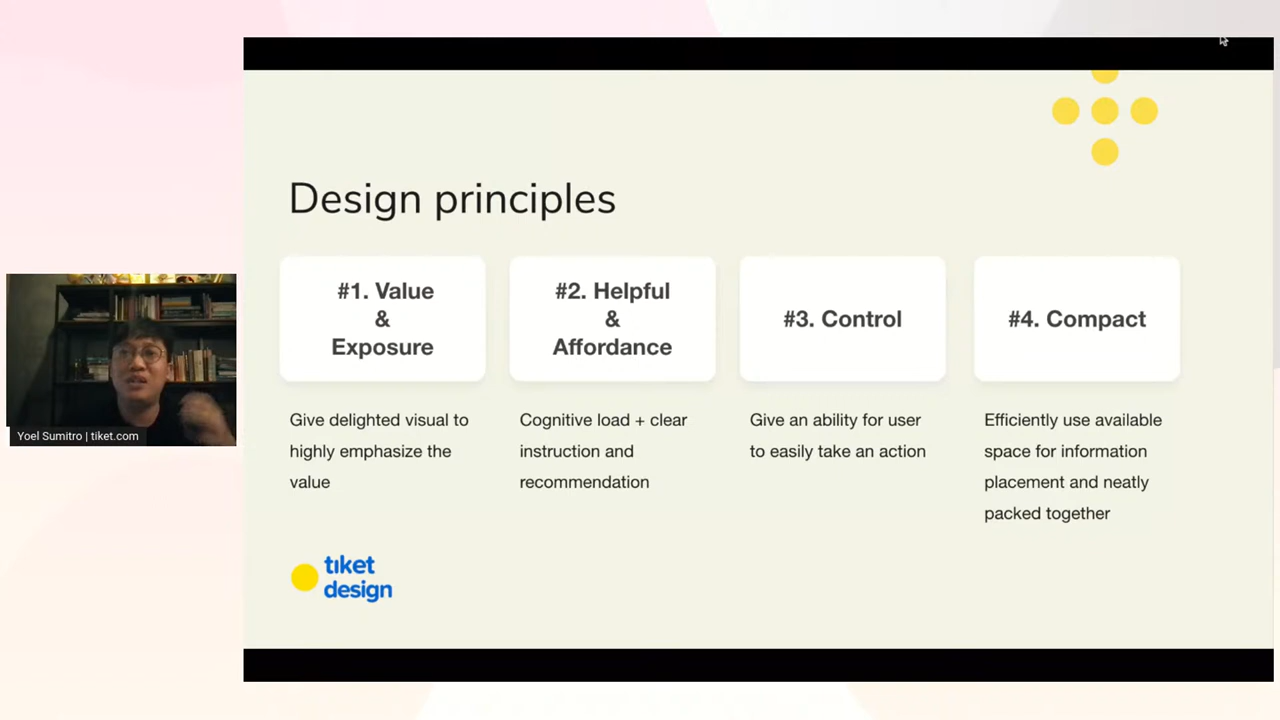 Design principles
#1. Value
&
Exposure
Give delighted visual to
highly emphasize the
value
#2. Helpful
&
Affordance
Cognitive load + clear
instruction and
recommendation
#3. Control
Give an ability for user
to easily take an action
#4. Compact
Efficiently use available
space for information
placement and neatly
packed together
tiket
design
Yoel Sumitro | tiket.com